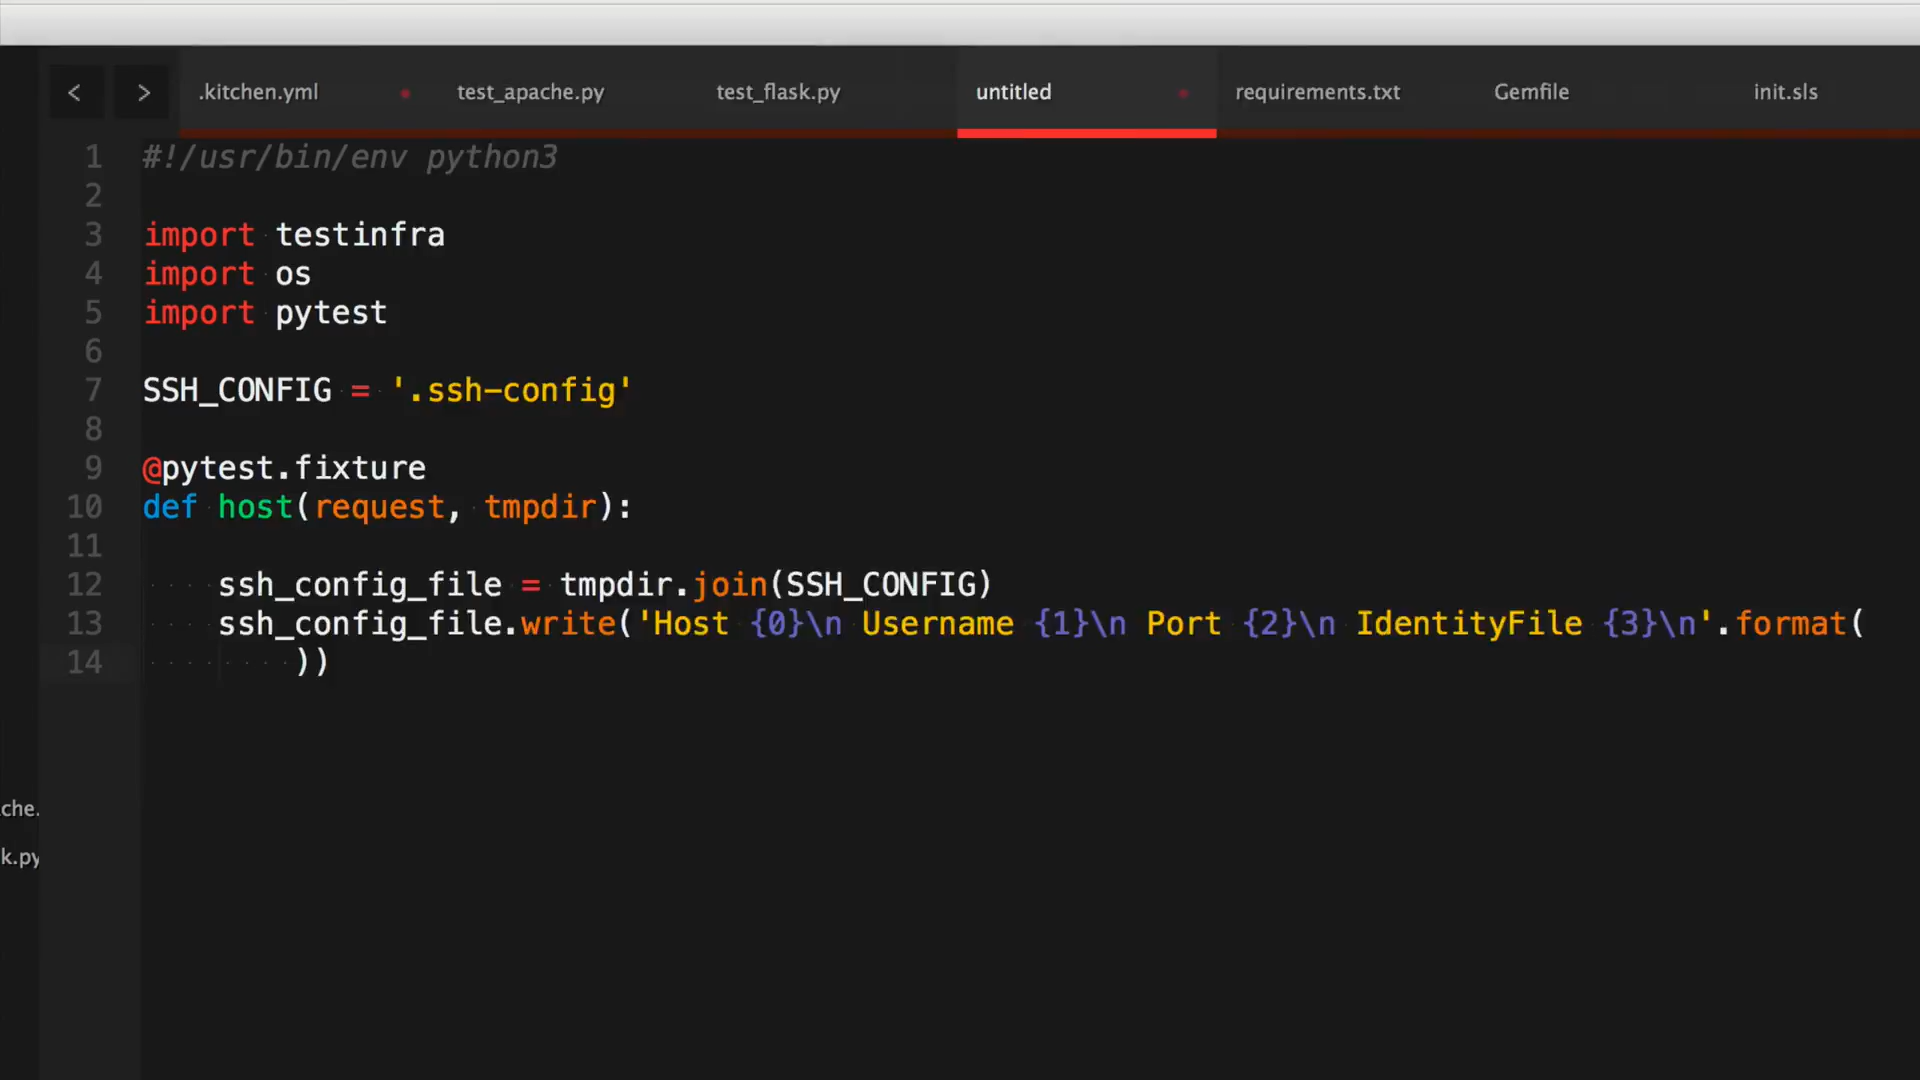 < > .kitchen.yml test_apache.py test_flask.py untitled requirements.txt Gemfile init.sls
1 #!/usr/bin/env python3
2
3 import testinfra
4 import os
5 import pytest
6
7 SSH_CONFIG = '.ssh-config'
8
9 @pytest.fixture
10 def host(request, tmpdir):
11
12 ssh_config_file = tmpdir.join(SSH_CONFIG)
13 ssh_config_file.write('Host {0}\n Username {1}\n Port {2}\n IdentityFile {3}\n'.format(
14 ))
che.
k.py